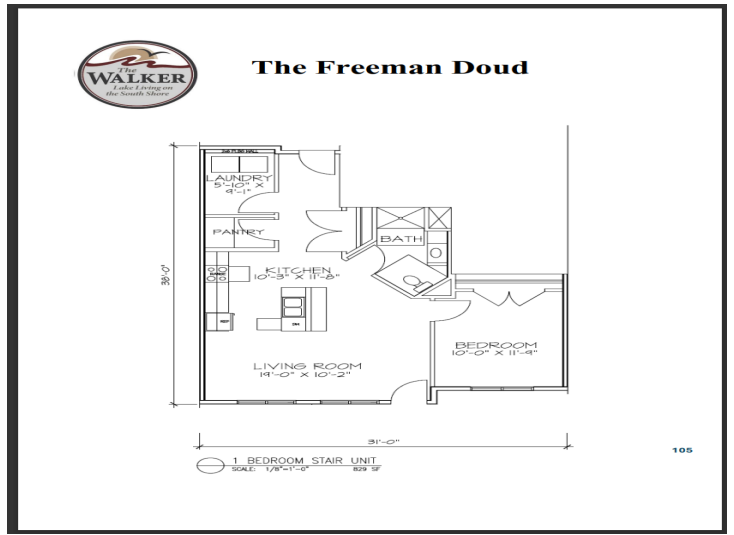 The Freeman Doud
The
WALKER
Lake Living on
the South Shore
LAUNDRY
5'-10" X
9'-1"
PANTRY
BATH
KITCHEN
10'-3" X 11'-8"
38'-0"
BEDROOM
10'-0" X 11'-9"
LIVING ROOM
19'-0" X 10'-2"
31'-0"
1 BEDROOM STAIR UNIT
SCALE: 1/8"=1'-0" 829 SF
105